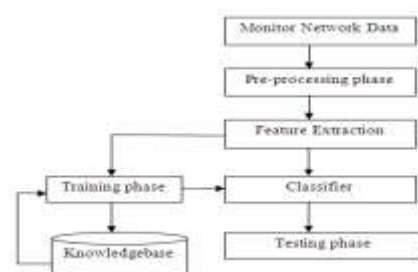 Monitor Network Data
Pre-processing phase
Feature Extraction
Training phase
Classifier
Knowledgebase
Testing phase